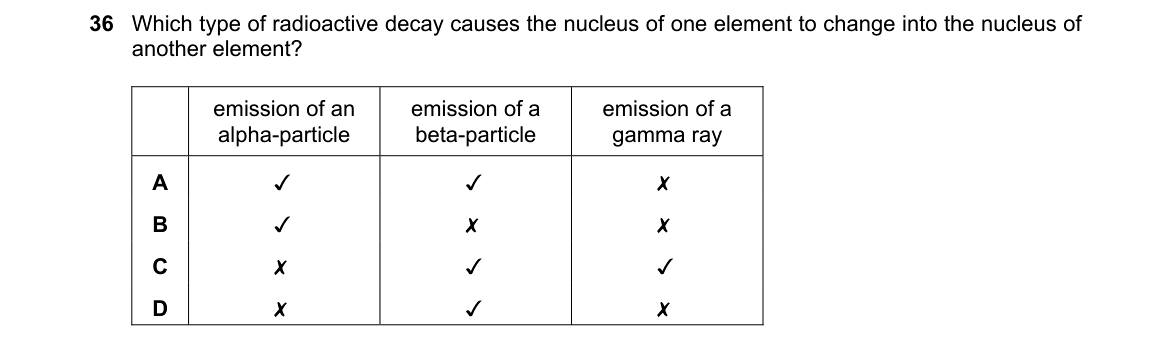 36 Which type of radioactive decay causes the nucleus of one element to change into the nucleus of
another element?
emission of an emission of a emission of a
alpha-particle beta-particle gamma ray
A ✓ ✓ ✗
B ✓ ✗ ✗
C ✗ ✓ ✓
D ✗ ✓ ✗